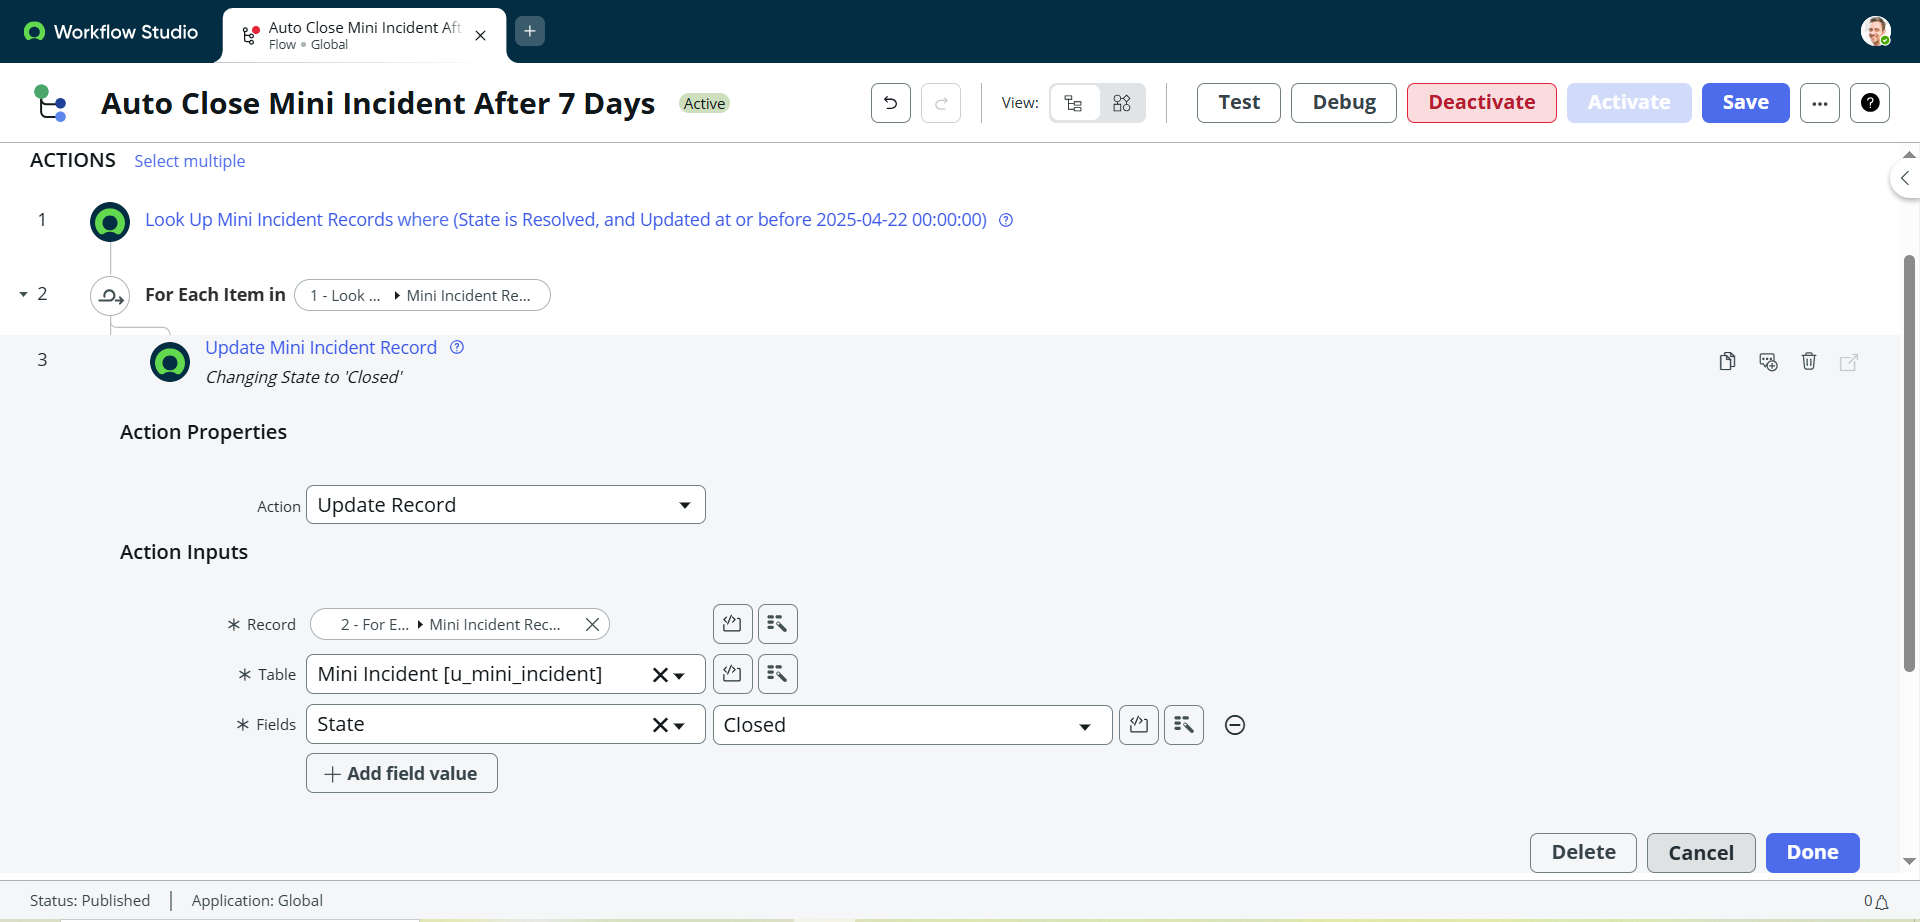 Workflow Studio
Auto Close Mini Incident Aft
Flow • Global
Auto Close Mini Incident After 7 Days
Active
View:
Test
Debug
Deactivate
Activate
Save
ACTIONS
Select multiple
1
Look Up Mini Incident Records where (State is Resolved, and Updated at or before 2025-04-22 00:00:00)
2
For Each Item in
1 - Look ... ▸ Mini Incident Re...
3
Update Mini Incident Record
Changing State to 'Closed'
Action Properties
Action
Update Record
Action Inputs
* Record
2 - For E... ▸ Mini Incident Rec...
* Table
Mini Incident [u_mini_incident]
* Fields
State
Closed
+ Add field value
Delete
Cancel
Done
Status: Published
Application: Global
0